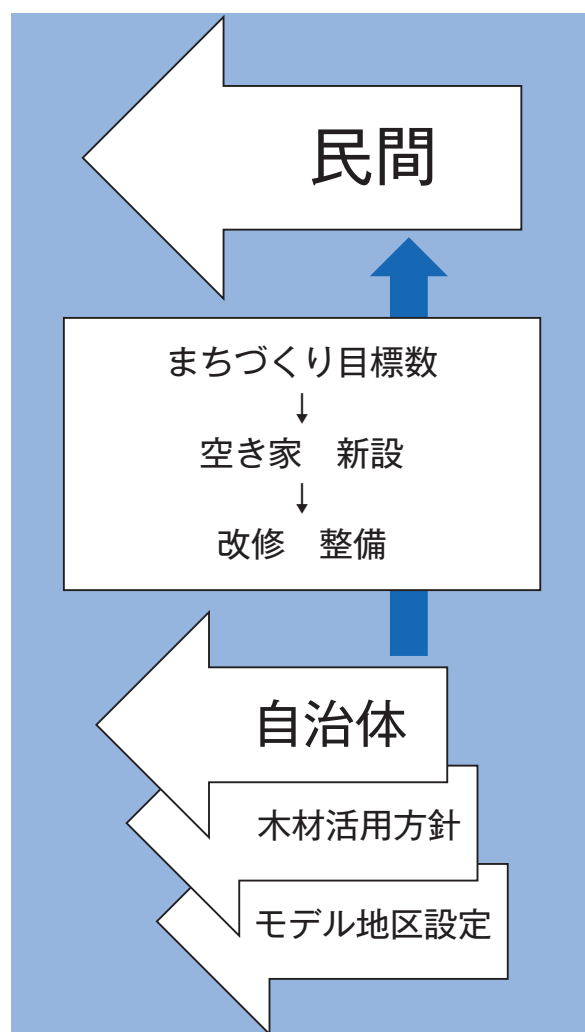 民間
まちづくり目標数
↓
空き家　新設
↓
改修　整備
自治体
木材活用方針
モデル地区設定